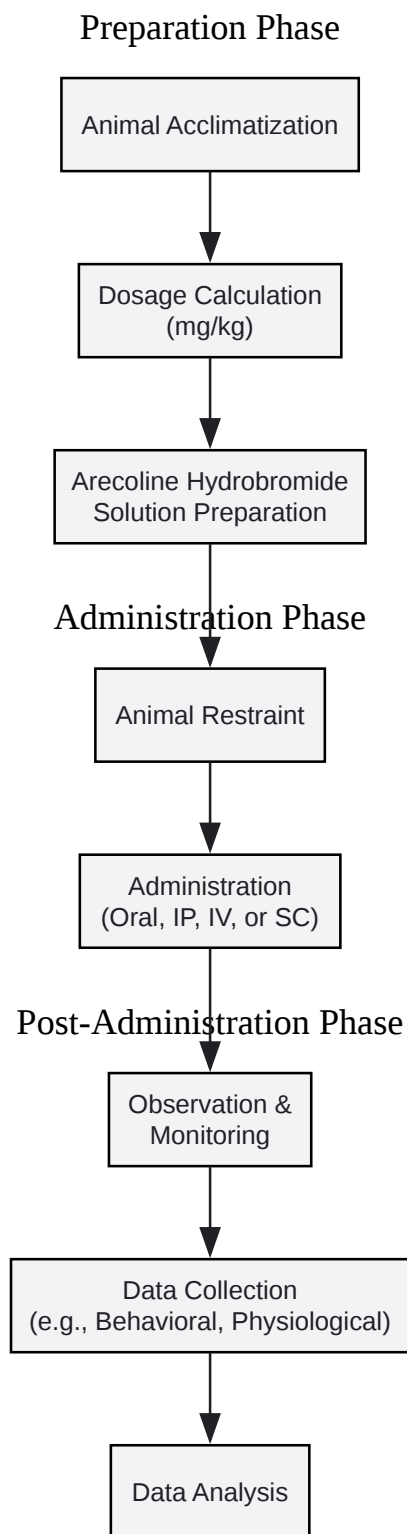 Preparation Phase
Animal Acclimatization
Dosage Calculation
(mg/kg)
Arecoline Hydrobromide
Solution Preparation
Administration Phase
Animal Restraint
Administration
(Oral, IP, IV, or SC)
Post-Administration Phase
Observation &
Monitoring
Data Collection
(e.g., Behavioral, Physiological)
Data Analysis